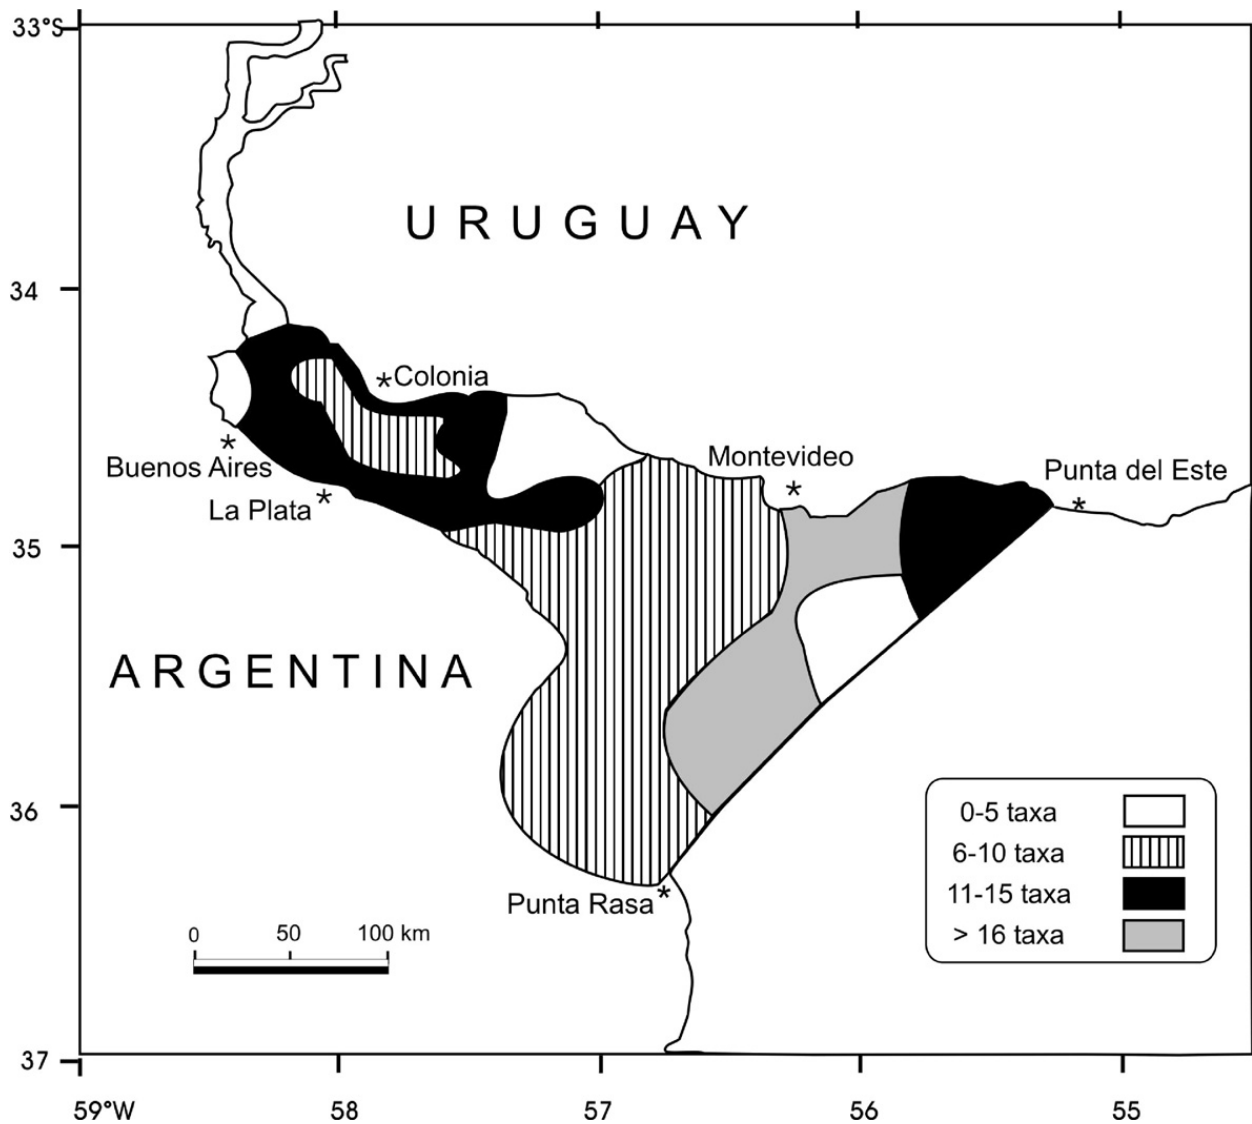 33°S
URUGUAY
34
*Colonia
*
Buenos Aires
La Plata *
Montevideo
*
Punta del Este
*
35
ARGENTINA
36
Punta Rasa*
0-5 taxa
6-10 taxa
11-15 taxa
> 16 taxa
0 50 100 km
37
59°W 58 57 56 55